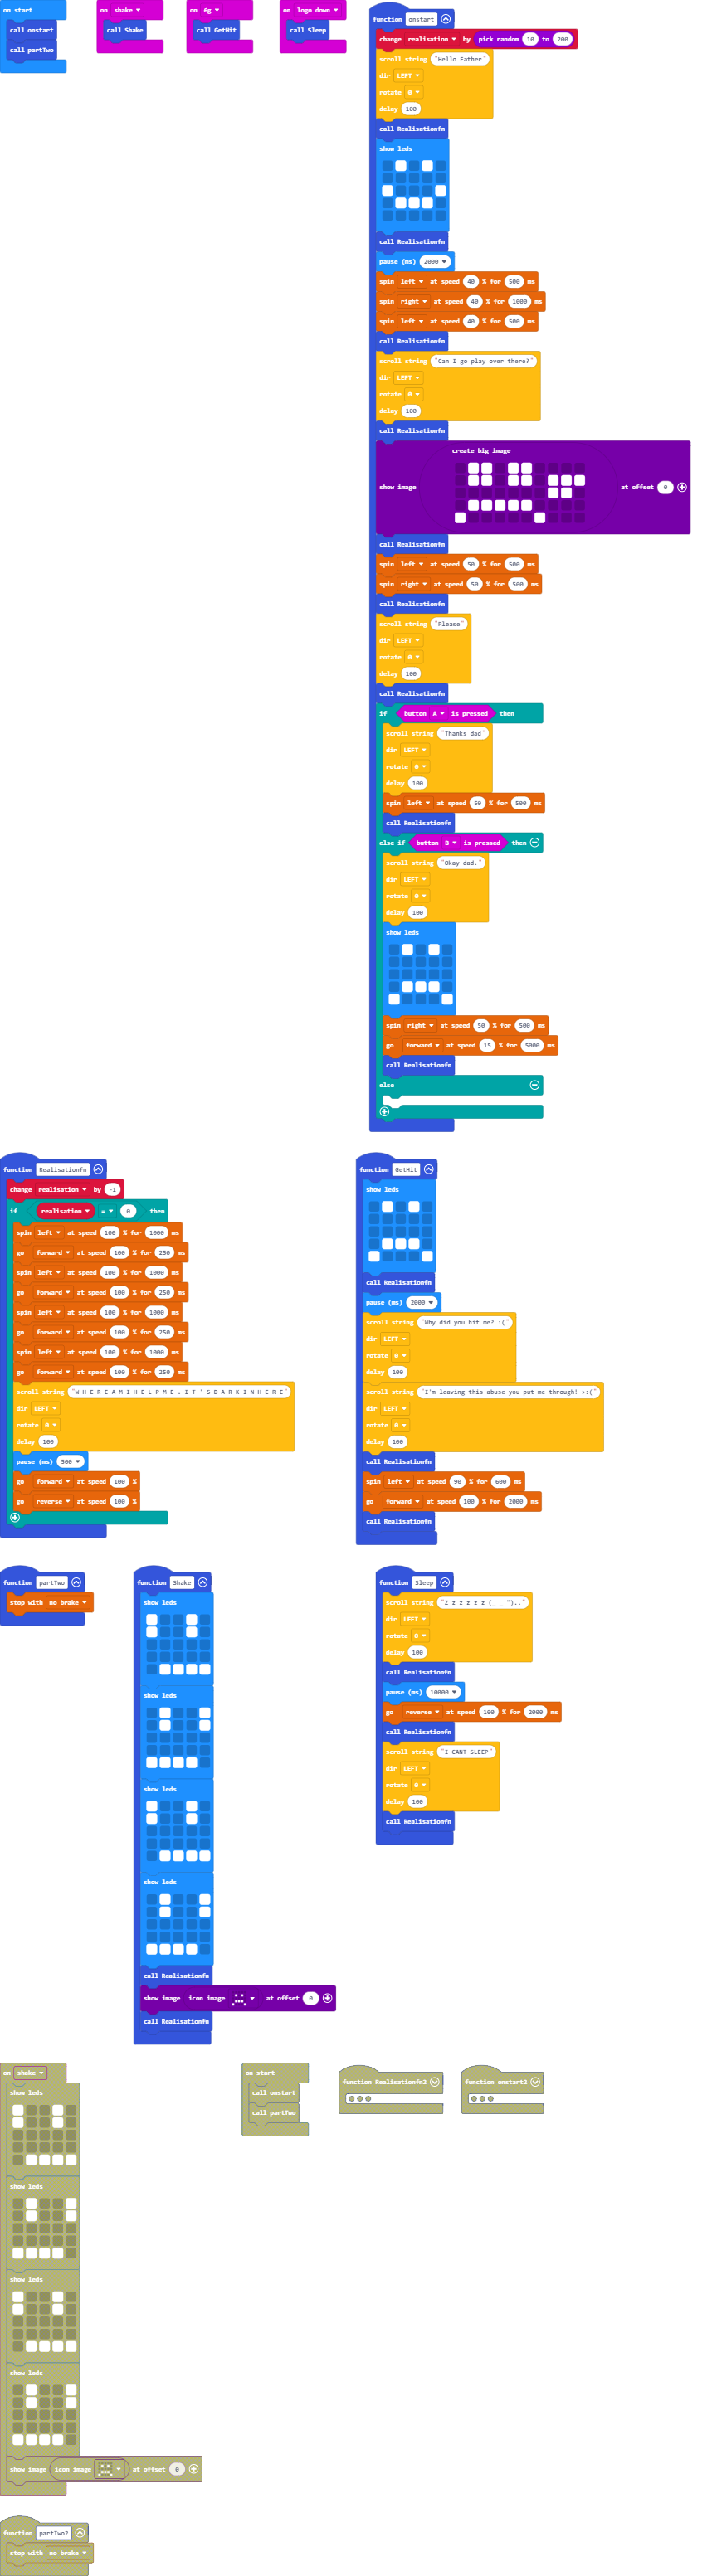 on start
call onstart
call partTwo
on shake
call Shake
on 6g
call GetHit
on logo down
call Sleep
function onstart
change realisation by pick random 10 to 200
scroll string "Hello Father"
dir LEFT
rotate 0
delay 100
call Realisationfn
show leds
call Realisationfn
pause (ms) 2000
spin left at speed 40 % for 500 ms
spin right at speed 40 % for 1000 ms
spin left at speed 40 % for 500 ms
call Realisationfn
scroll string "Can I go play over there?"
dir LEFT
rotate 0
delay 100
call Realisationfn
create big image
show image at offset 0
call Realisationfn
spin left at speed 50 % for 500 ms
spin right at speed 50 % for 500 ms
call Realisationfn
scroll string "Please"
dir LEFT
rotate 0
delay 100
call Realisationfn
if button A is pressed then
scroll string "Thanks dad"
dir LEFT
rotate 0
delay 100
spin left at speed 50 % for 500 ms
call Realisationfn
else if button B is pressed then
scroll string "Okay dad."
dir LEFT
rotate 0
delay 100
show leds
spin right at speed 50 % for 500 ms
go forward at speed 15 % for 5000 ms
call Realisationfn
else
function Realisationfn
change realisation by -1
if realisation = 0 then
spin left at speed 100 % for 1000 ms
go forward at speed 100 % for 250 ms
spin left at speed 100 % for 1000 ms
go forward at speed 100 % for 250 ms
spin left at speed 100 % for 1000 ms
go forward at speed 100 % for 250 ms
spin left at speed 100 % for 1000 ms
go forward at speed 100 % for 250 ms
scroll string "W H E R E A M I H E L P M E . I T ' S D A R K I N H E R E"
dir LEFT
rotate 0
delay 100
pause (ms) 500
go forward at speed 100 %
go reverse at speed 100 %
function GetHit
show leds
call Realisationfn
pause (ms) 2000
scroll string "Why did you hit me? :("
dir LEFT
rotate 0
delay 100
scroll string "I'm leaving this abuse you put me through! >:("
dir LEFT
rotate 0
delay 100
call Realisationfn
spin left at speed 90 % for 600 ms
go forward at speed 100 % for 2000 ms
call Realisationfn
function partTwo
stop with no brake
function Shake
show leds
show leds
show leds
show leds
call Realisationfn
show image icon image at offset 0
call Realisationfn
function Sleep
scroll string "Z z z z z z (_ _ ")..."
dir LEFT
rotate 0
delay 100
call Realisationfn
pause (ms) 10000
go reverse at speed 100 % for 2000 ms
call Realisationfn
scroll string "I CANT SLEEP"
dir LEFT
rotate 0
delay 100
call Realisationfn
on shake
show leds
show leds
show leds
show leds
show image icon image at offset 0
on start
call onstart
call partTwo
function Realisationfn2
function onstart2
function partTwo2
stop with no brake